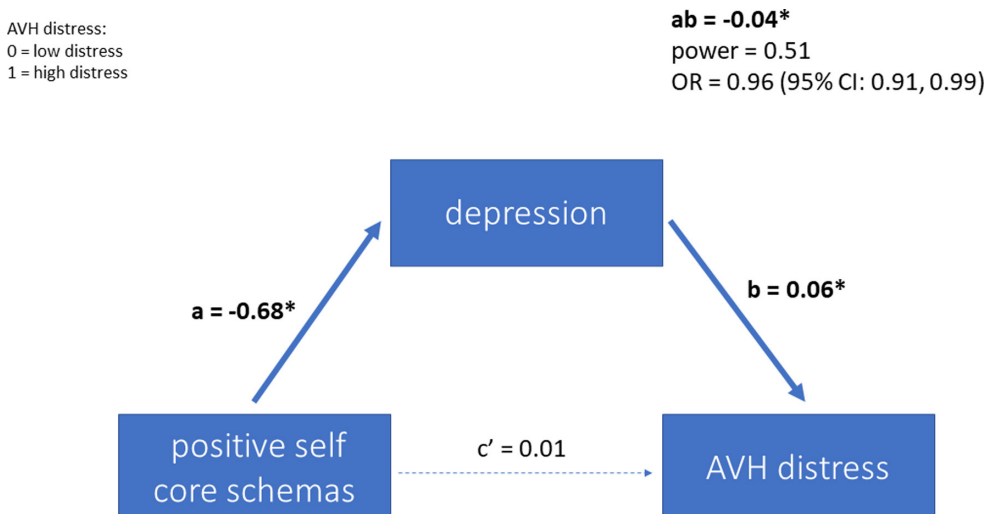 AVH distress:
0 = low distress
1 = high distress
ab = -0.04*
power = 0.51
OR = 0.96 (95% CI: 0.91, 0.99)
depression
a = -0.68*
b = 0.06*
positive self
core schemas
c’ = 0.01
AVH distress